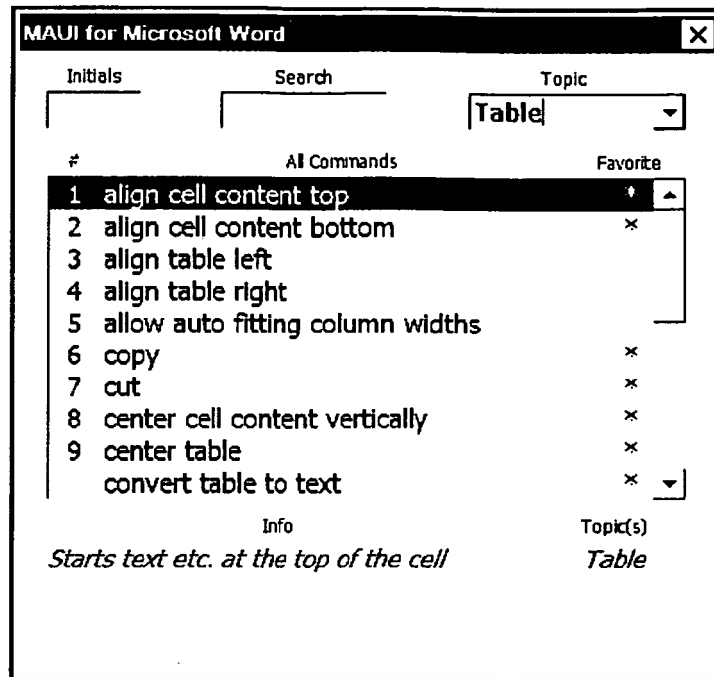 MAUI for Microsoft Word
Initials Search Topic
Table
# All Commands Favorite
1 align cell content top *
2 align cell content bottom *
3 align table left
4 align table right
5 allow auto fitting column widths
6 copy *
7 cut *
8 center cell content vertically *
9 center table *
convert table to text *
Info Topic(s)
Starts text etc. at the top of the cell Table